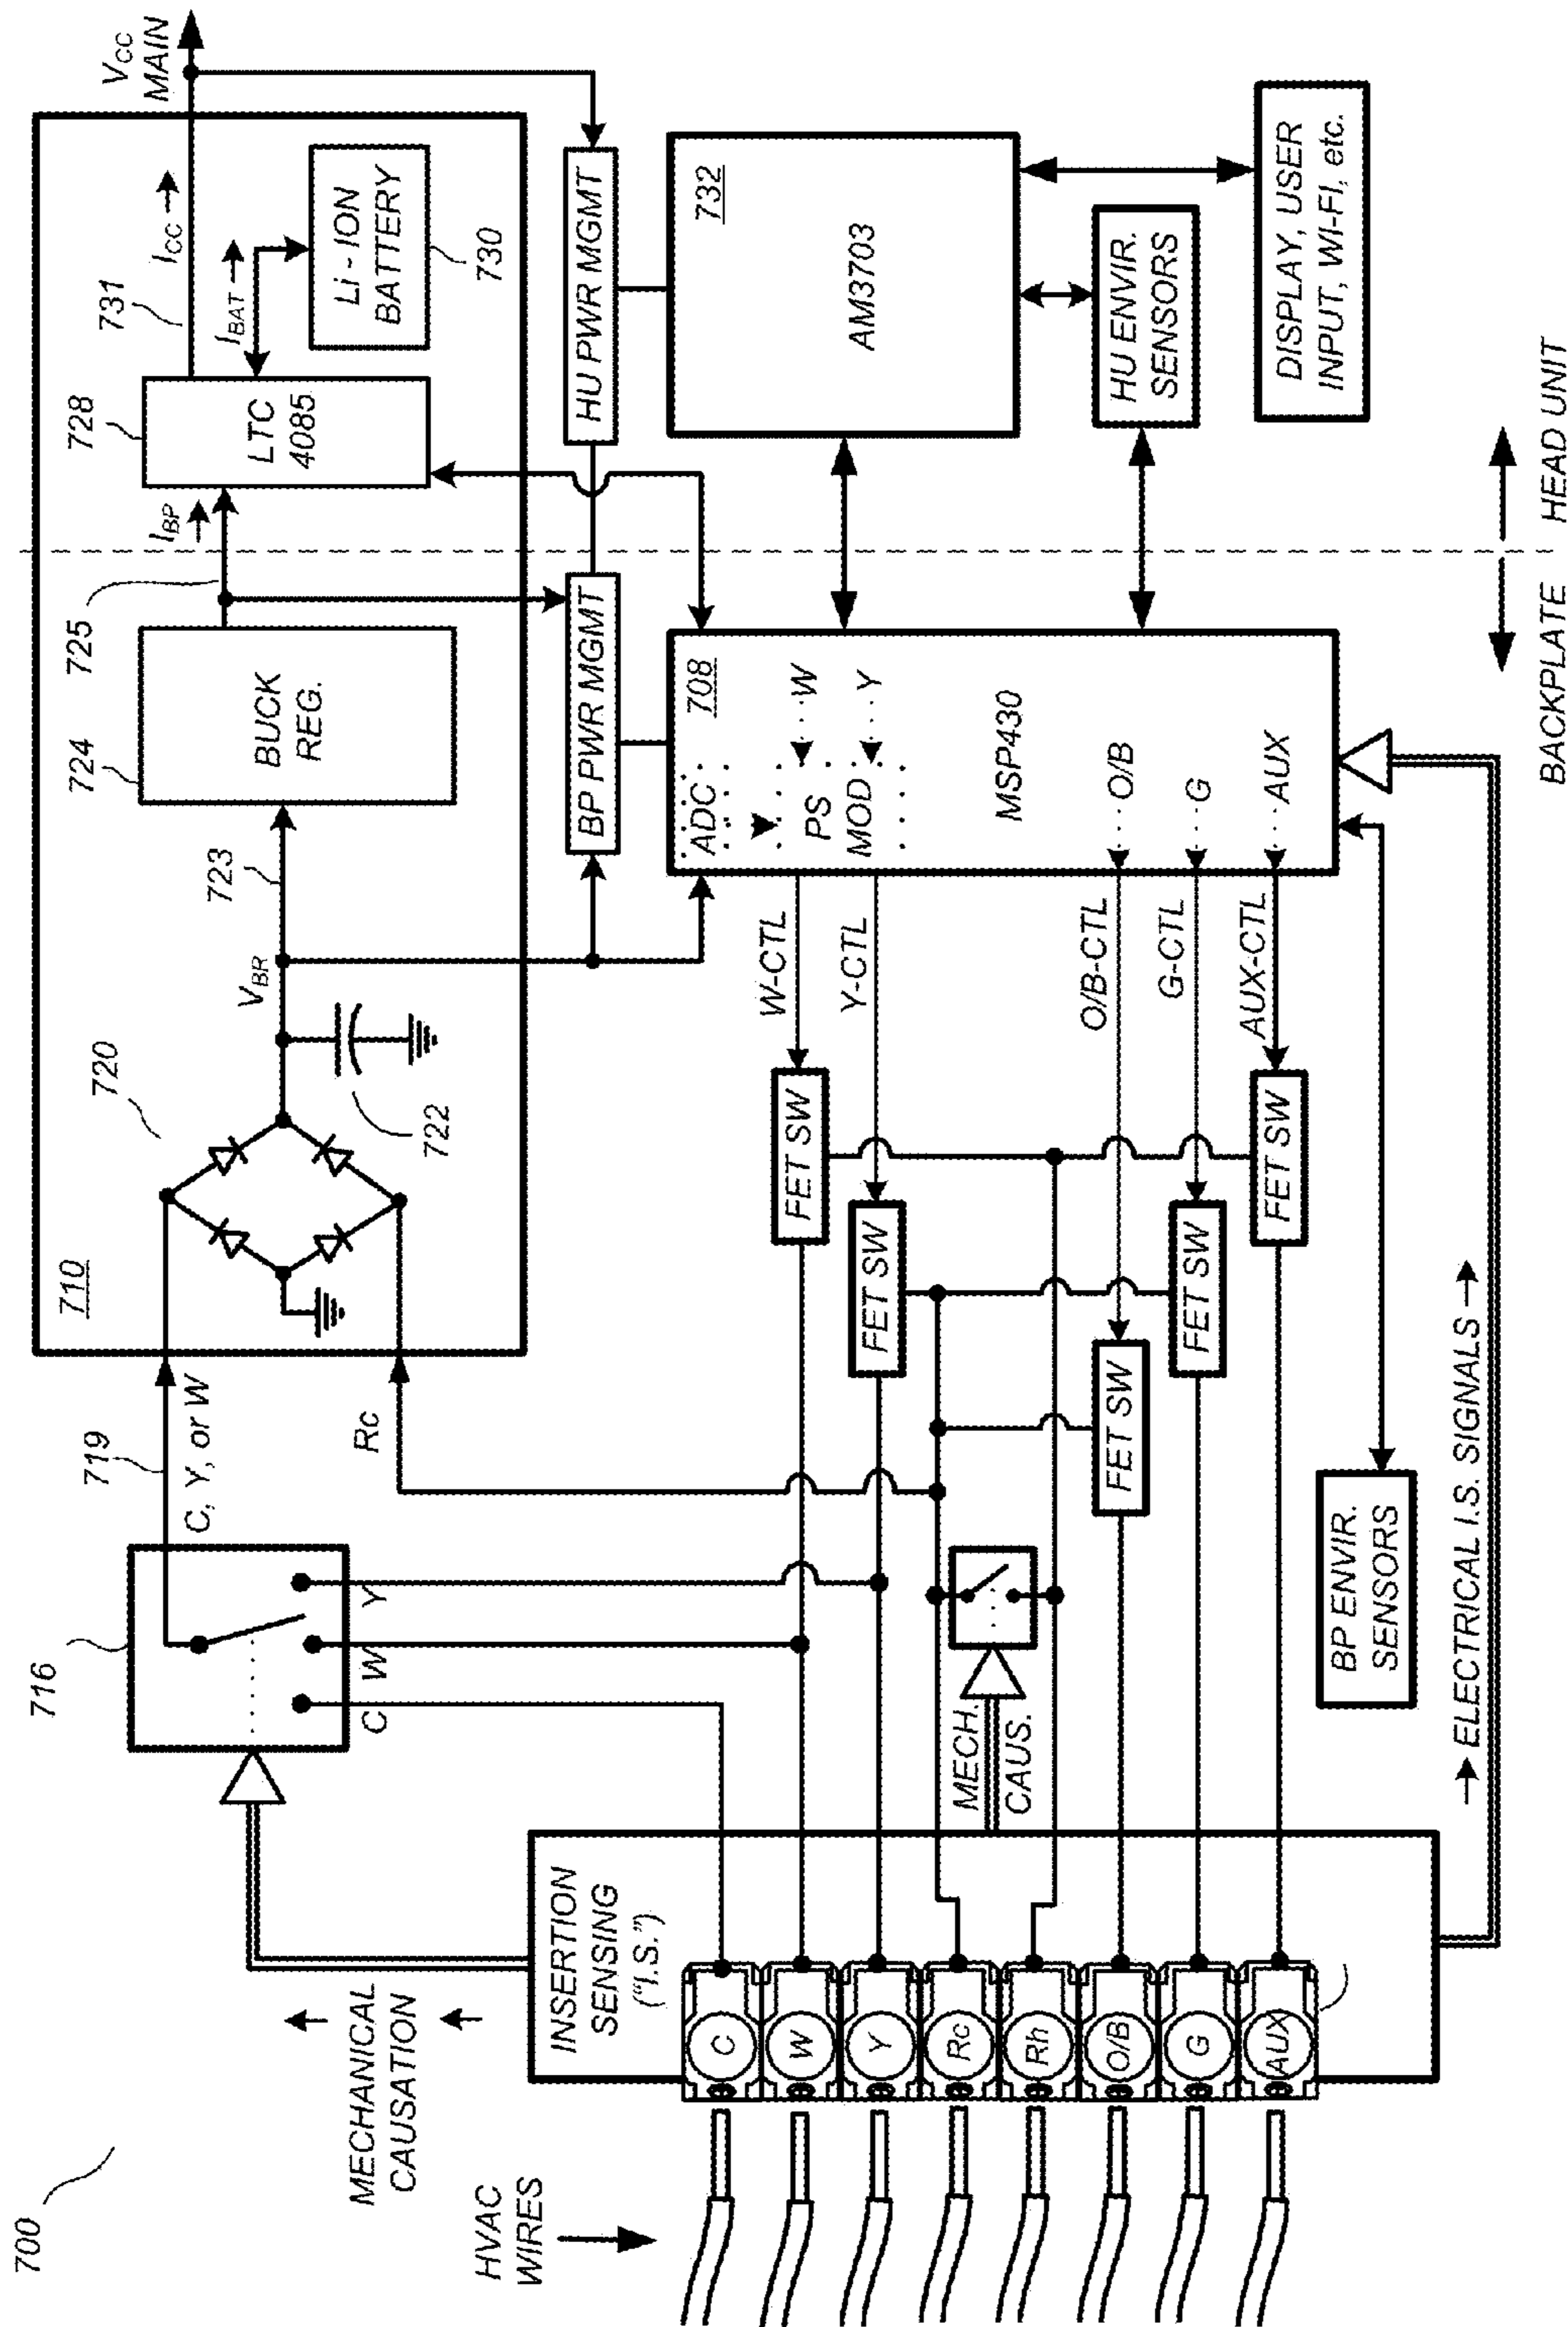 700
HVAC
WIRES
MECHANICAL
CAUSATION
INSERTION
SENSING
("I.S.")
C
W
Y
Rc
Rh
O/B
G
AUX
716
C
W
Y
719
C, Y, or W
Rc
MECH.
CAUS.
710
720
722
VBR
723
724
BUCK
REG.
725
IBP
728
LTC
4085
731
ICC
IBAT
Li - ION
BATTERY
730
VCC
MAIN
BP PWR MGMT
HU PWR MGMT
FET SW
FET SW
FET SW
FET SW
FET SW
W-CTL
Y-CTL
O/B-CTL
G-CTL
AUX-CTL
708
ADC
PS
MOD
W
Y
MSP430
O/B
G
AUX
732
AM3703
HU ENVIR.
SENSORS
DISPLAY, USER
INPUT, WI-FI, etc.
BP ENVIR.
SENSORS
ELECTRICAL I.S. SIGNALS
BACKPLATE
HEAD UNIT